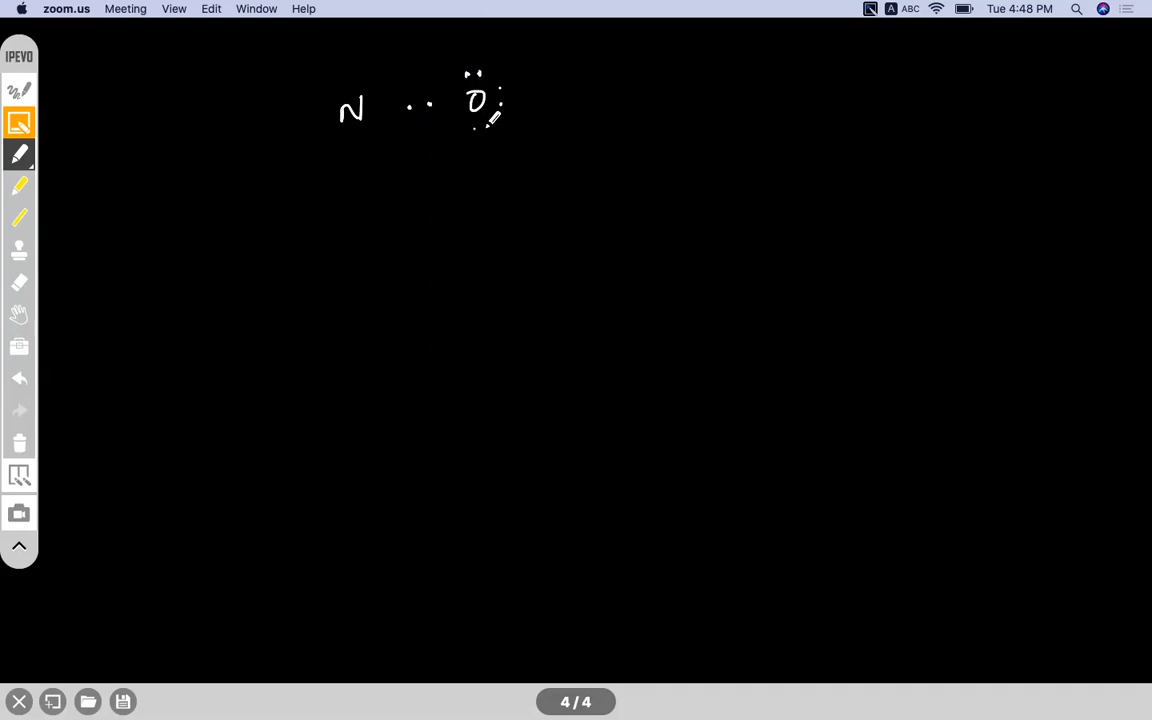 zoom.us Meeting View Edit Window Help A ABC Tue 4:48 PM
IPEVO
N .. Ö :
4 / 4